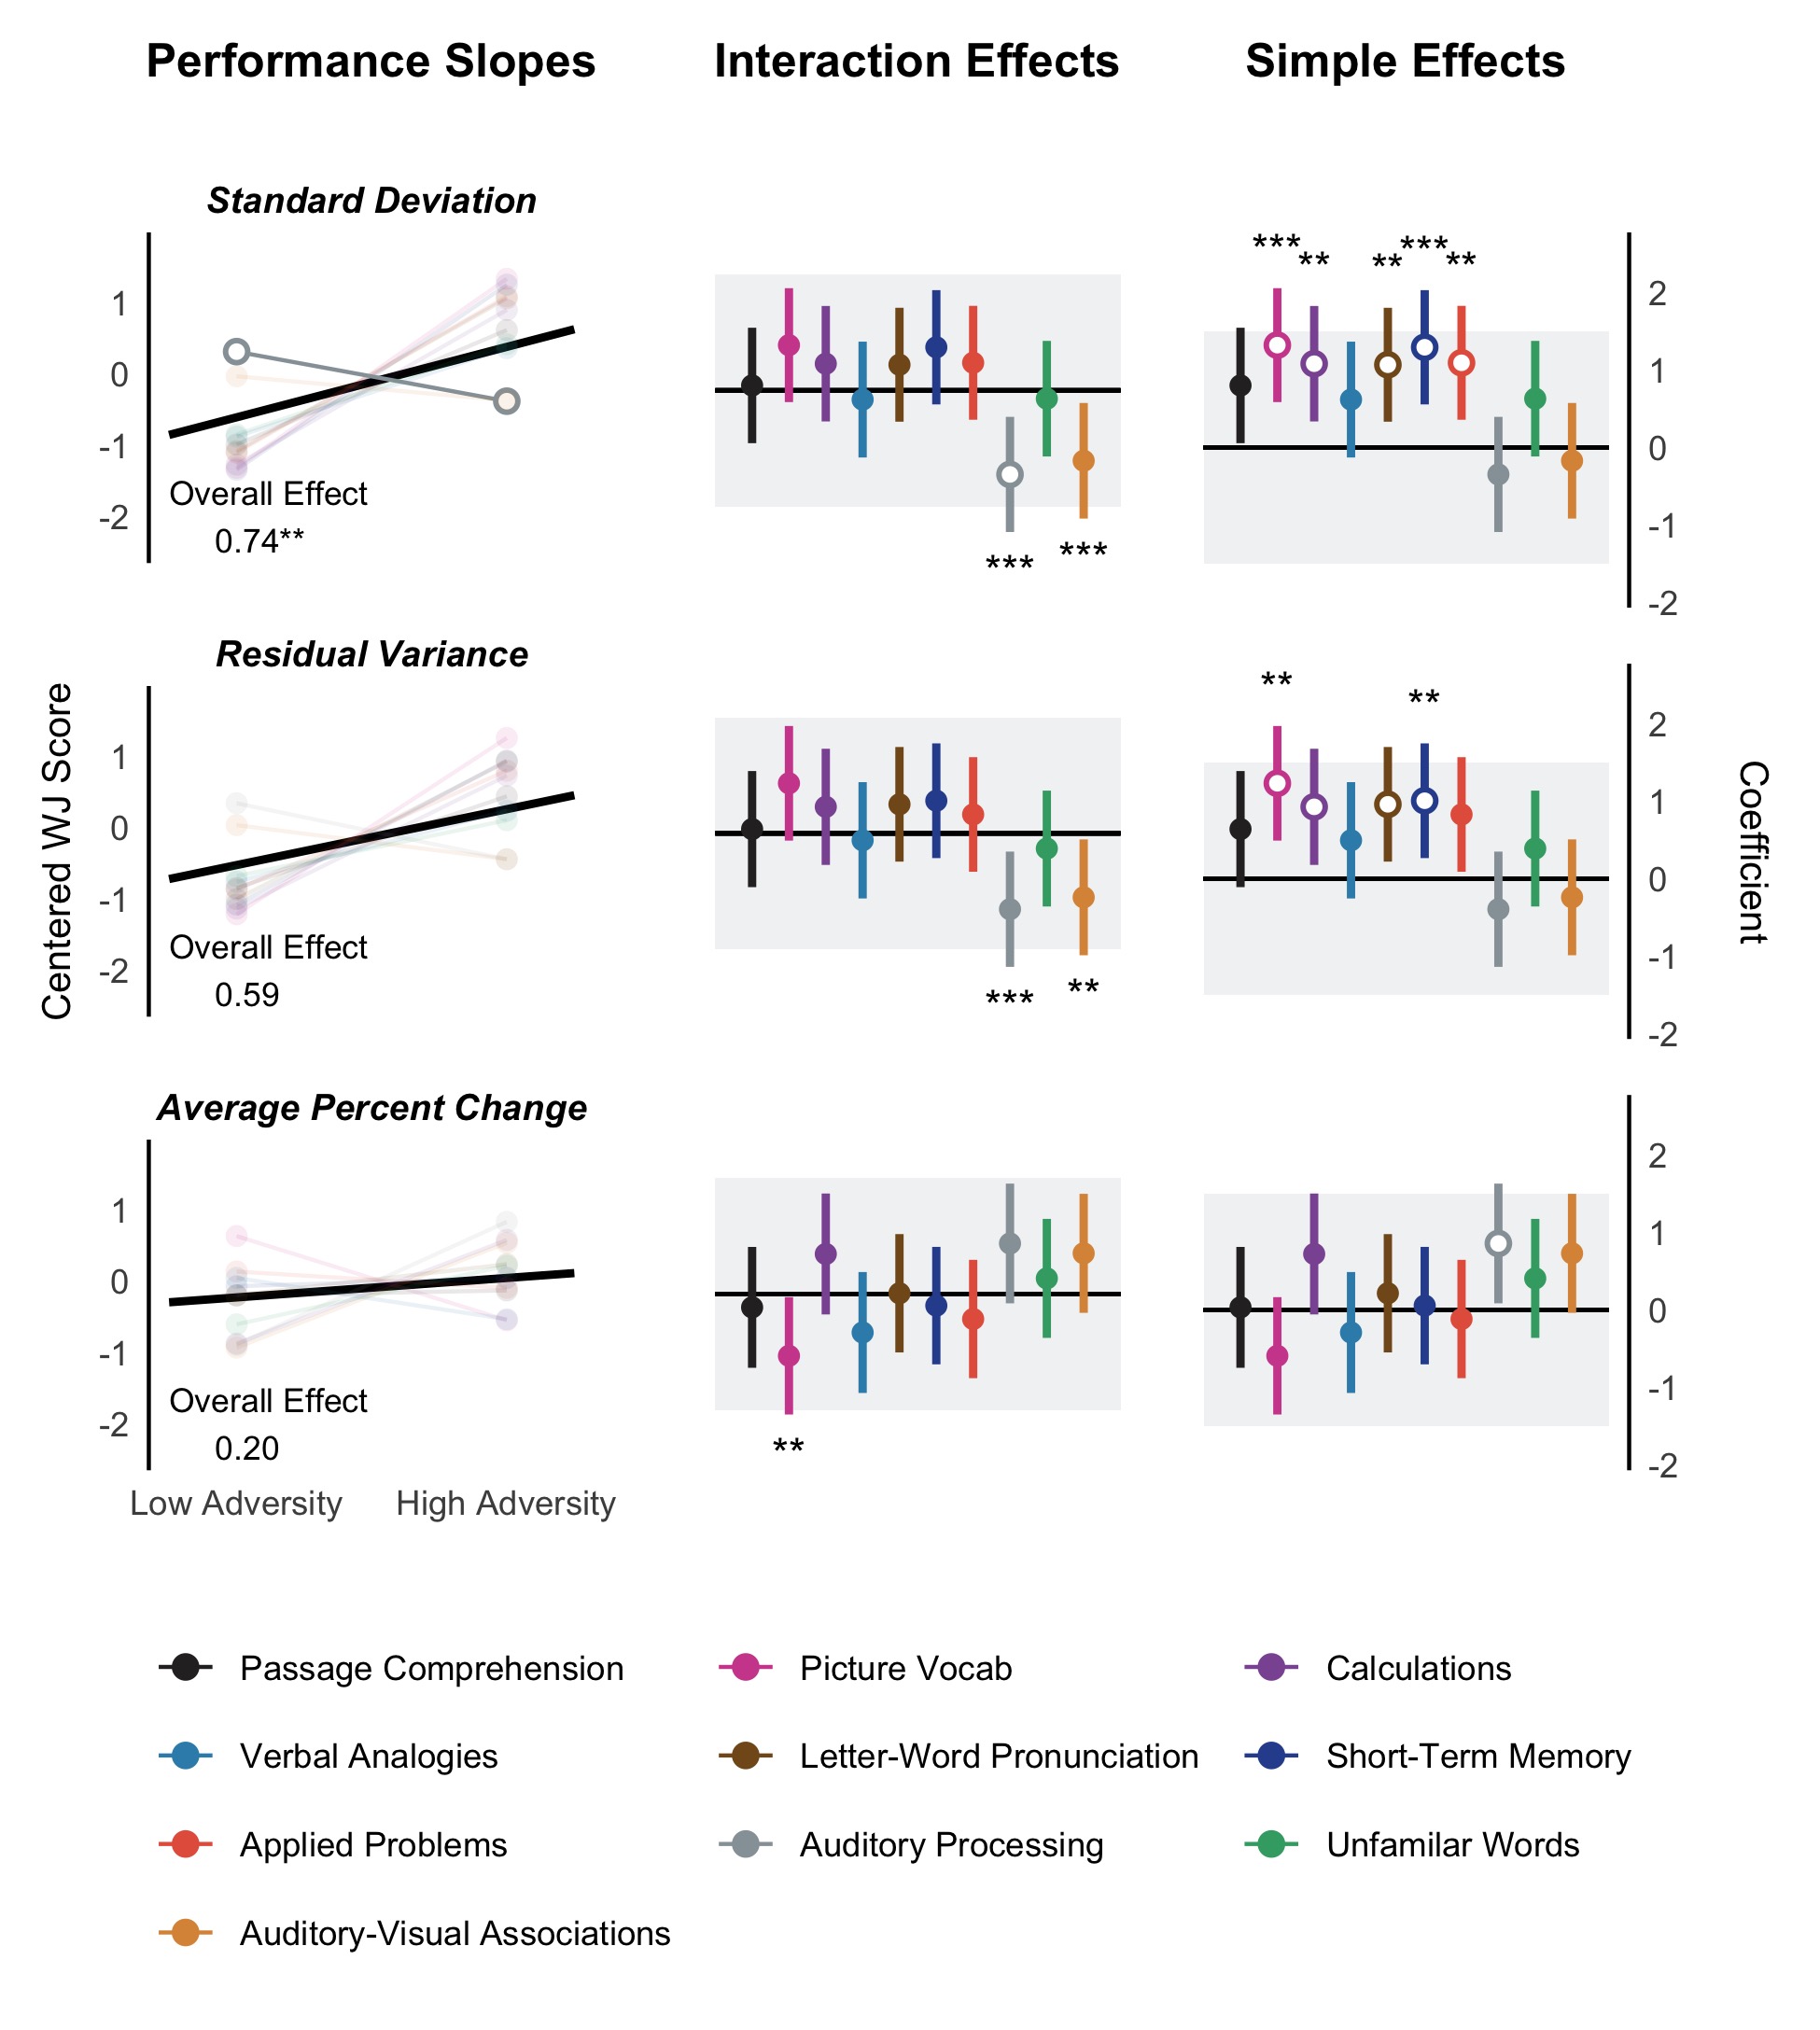 Performance Slopes Interaction Effects Simple Effects
Standard Deviation
1
0
-1
-2
Overall Effect
0.74**
*** ***
*** ** ** *** **
2
1
0
-1
-2
Centered WJ Score
Residual Variance
1
0
-1
-2
Overall Effect
0.59
*** **
** **
2
1
0
-1
-2
Coefficient
Average Percent Change
1
0
-1
-2
Overall Effect
0.20
Low Adversity High Adversity
**
2
1
0
-1
-2
Passage Comprehension Picture Vocab Calculations
Verbal Analogies Letter-Word Pronunciation Short-Term Memory
Applied Problems Auditory Processing Unfamilar Words
Auditory-Visual Associations